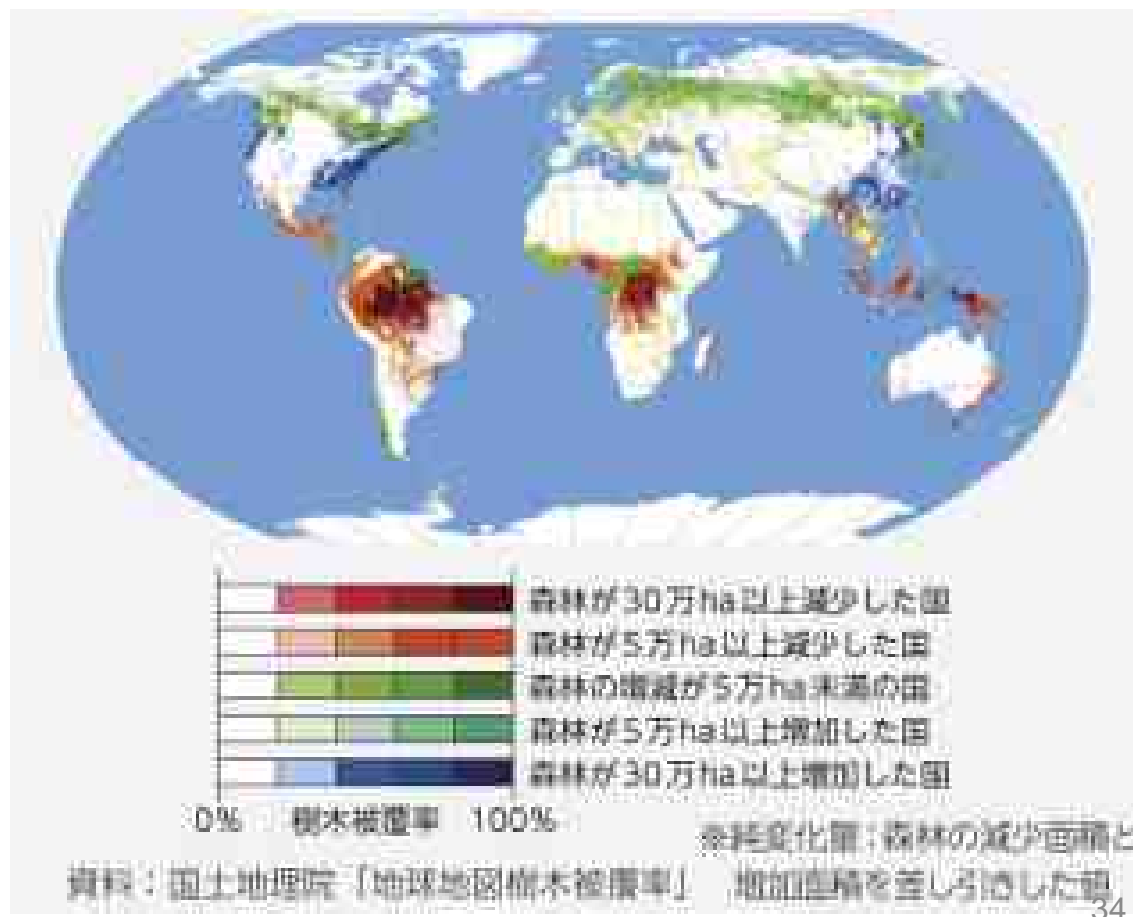 森林が30万ha以上減少した国
森林が5万ha以上減少した国
森林の増減が5万ha未満の国
森林が5万ha以上増加した国
森林が30万ha以上増加した国
0% 樹木被覆率 100%
※純変化量:森林の減少面積と
資料:国土地理院「地球地図樹木被覆率」 増加面積を差し引きした値
34